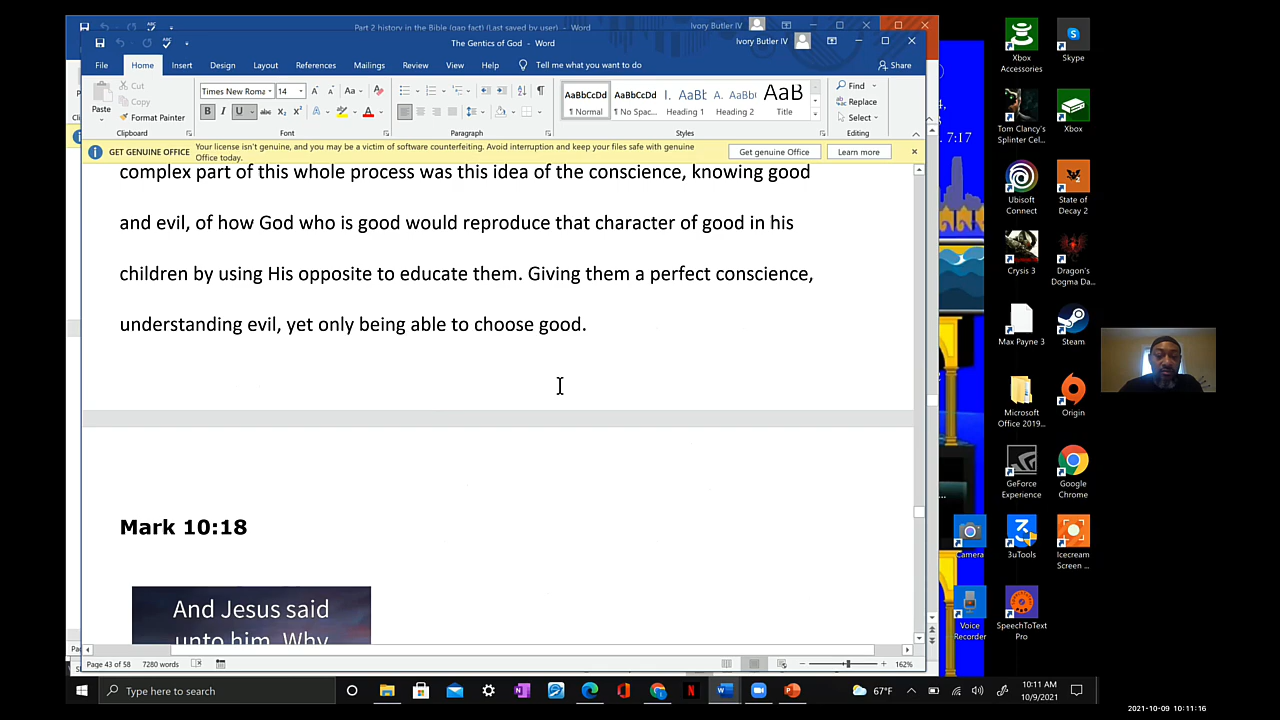 Part 2 history in the Bible (gap fact) (Last saved by user) - Word
Ivory Butler IV
The Gentics of God - Word
Ivory Butler IV
File Home Insert Design Layout References Mailings Review View Help Tell me what you want to do Share
Paste
Cut
Copy
Format Painter
Clipboard
Times New Roma 14
B I U
Font
Paragraph
AaBbCcDd AaBbCcDd AaBb AaBb AaB
¶ Normal ¶ No Spac... Heading 1 Heading 2 Title
Styles
Find
Replace
Select
Editing
GET GENUINE OFFICE Your license isn't genuine, and you may be a victim of software counterfeiting. Avoid interruption and keep your files safe with genuine
Office today.
Get genuine Office Learn more
complex part of this whole process was this idea of the conscience, knowing good
and evil, of how God who is good would reproduce that character of good in his
children by using His opposite to educate them. Giving them a perfect conscience,
understanding evil, yet only being able to choose good.
Mark 10:18
And Jesus said
unto him, Why
Page 43 of 58 7280 words 162%
7:17
Xbox
Accessories
Skype
Tom Clancy's
Splinter Cel...
Xbox
Ubisoft
Connect
State of
Decay 2
Crysis 3
Dragon's
Dogma Da...
Max Payne 3
Steam
Microsoft
Office 2019...
Origin
GeForce
Experience
Google
Chrome
Camera
3uTools
Icecream
Screen ...
Voice
Recorder
SpeechToText
Pro
Type here to search
67°F
10:11 AM
10/9/2021
2021-10-09 10:11:16